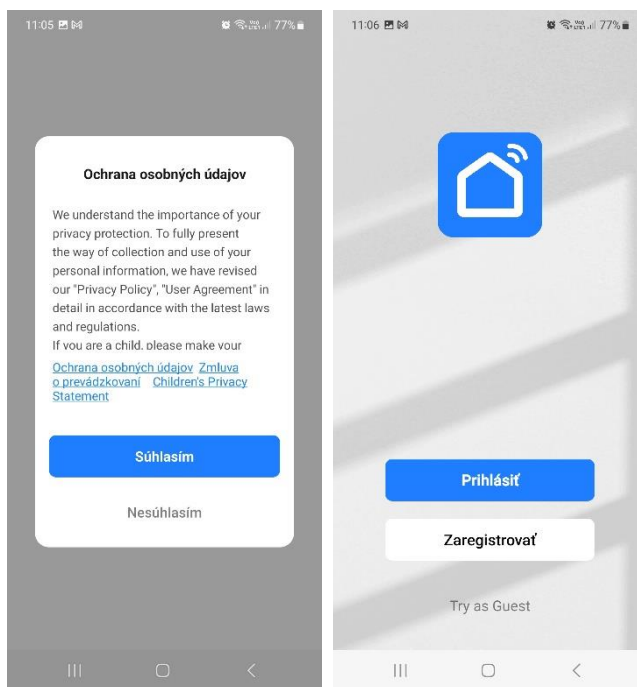 11:05
77%
Ochrana osobných údajov
We understand the importance of your
privacy protection. To fully present
the way of collection and use of your
personal information, we have revised
our "Privacy Policy", "User Agreement" in
detail in accordance with the latest laws
and regulations.
If you are a child, please make your
Ochrana osobných údajov Zmluva
o prevádzkovaní Children's Privacy
Statement
Súhlasím
Nesúhlasím
11:06
77%
Prihlásiť
Zaregistrovať
Try as Guest